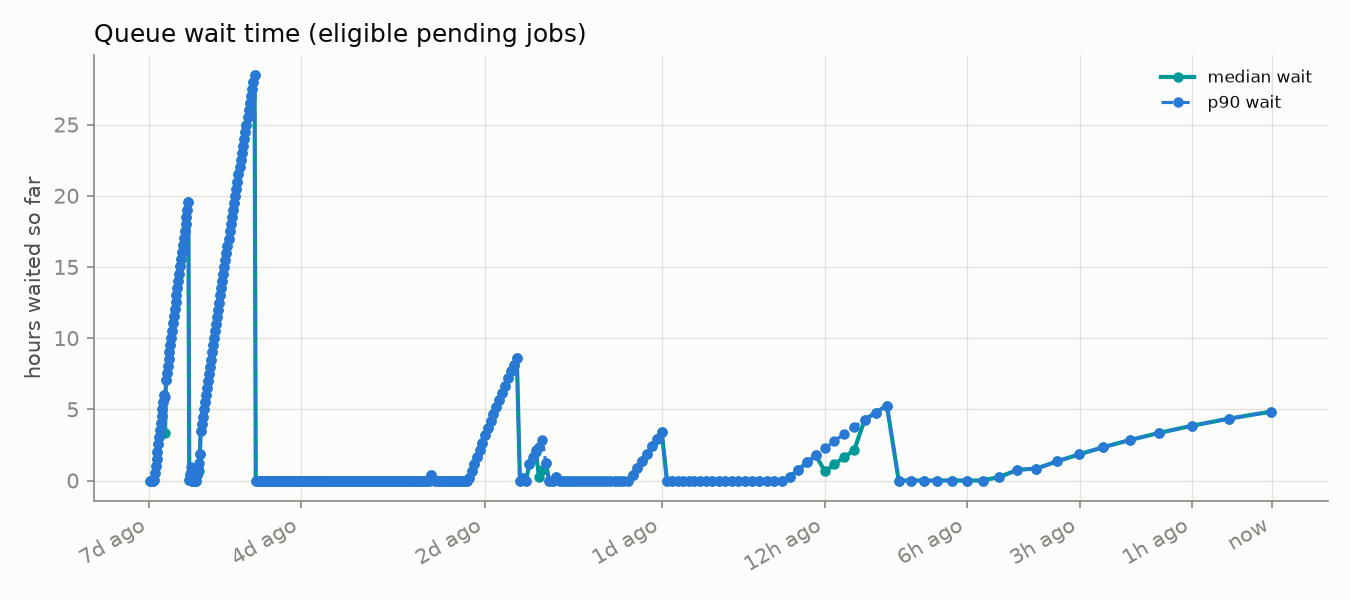 Queue wait time (eligible pending jobs)
median wait
p90 wait
hours waited so far
25
20
15
10
5
0
7d ago
4d ago
2d ago
1d ago
12h ago
6h ago
3h ago
1h ago
now